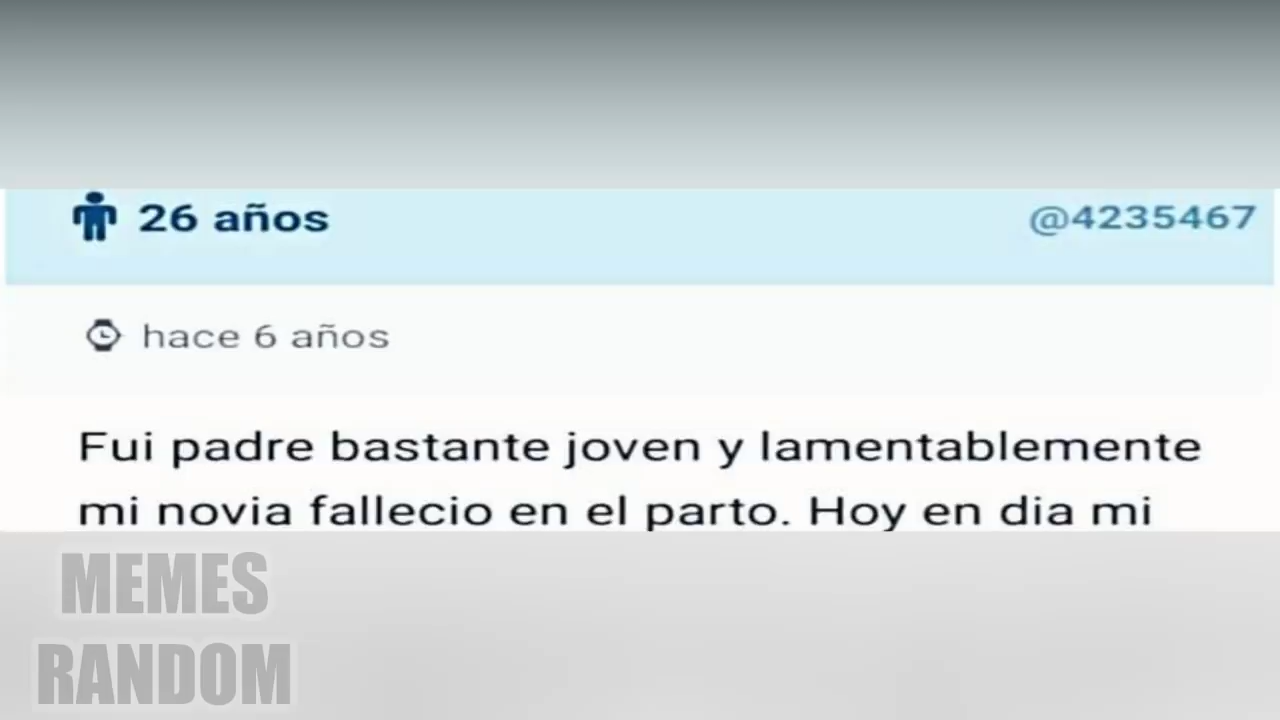 26 años
@4235467
hace 6 años
Fui padre bastante joven y lamentablemente
mi novia fallecio en el parto. Hoy en dia mi
MEMES
RANDOM